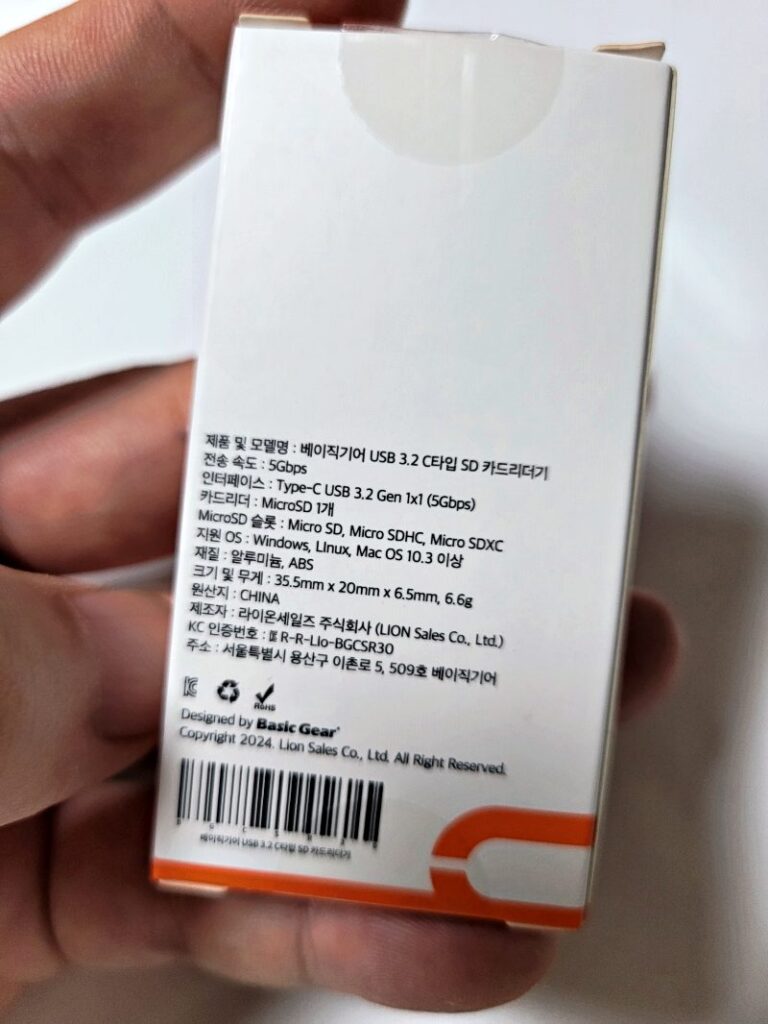 제품 및 모델명 : 베이직기어 USB 3.2 C타입 SD 카드리더기
전송 속도 : 5Gbps
인터페이스 : Type-C USB 3.2 Gen 1x1 (5Gbps)
카드리더 : MicroSD 1개
MicroSD 슬롯 : Micro SD, Micro SDHC, Micro SDXC
지원 OS : Windows, LInux, Mac OS 10.3 이상
재질 : 알루미늄, ABS
크기 및 무게 : 35.5mm x 20mm x 6.5mm, 6.6g
원산지 : CHINA
제조자 : 라이온세일즈 주식회사 (LION Sales Co., Ltd.)
KC 인증번호 : R-R-LIo-BGCSR30
주소 : 서울특별시 용산구 이촌로 5, 509호 베이직기어
RoHS
Designed by Basic Gear
Copyright 2024. Lion Sales Co., Ltd. All Right Reserved.
베이직기어 USB 3.2 C타입 SD 카드리더기